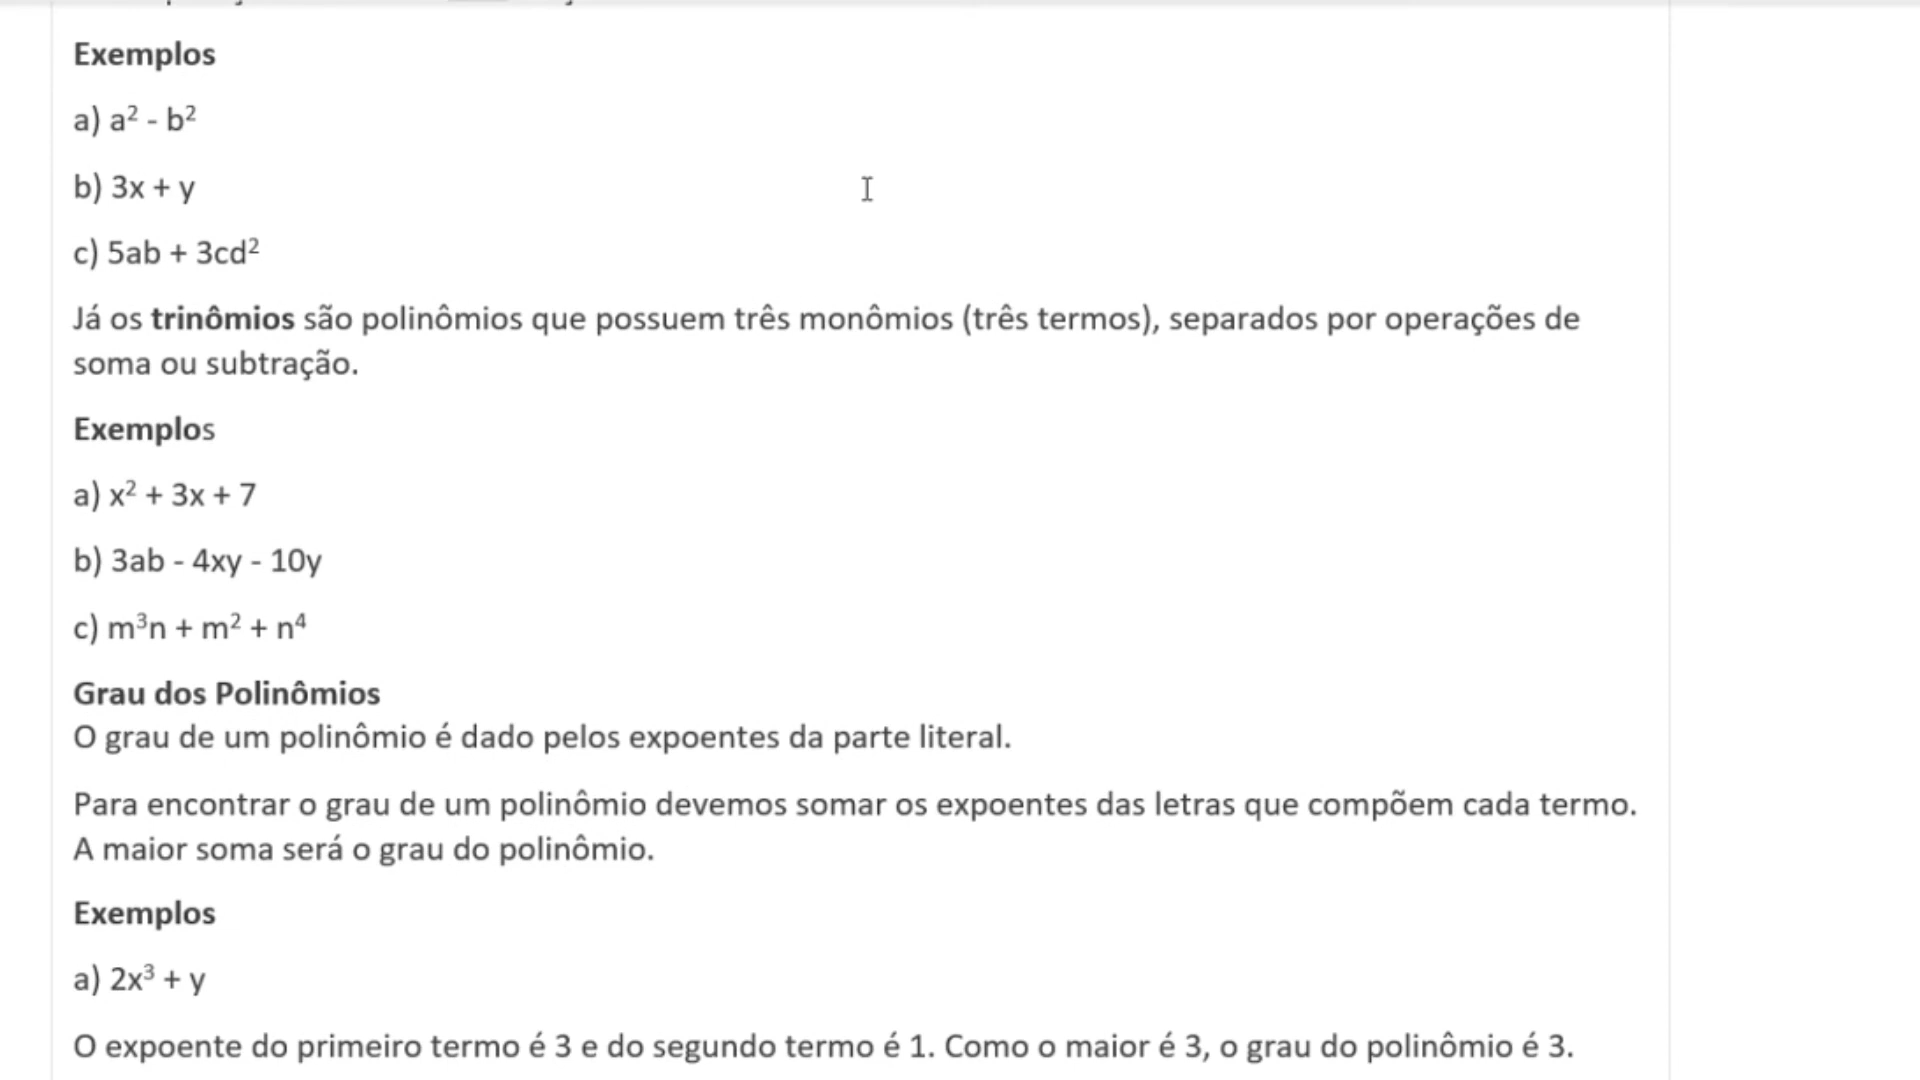 Exemplos
a) a² - b²
b) 3x + y
c) 5ab + 3cd²
Já os trinômios são polinômios que possuem três monômios (três termos), separados por operações de
soma ou subtração.
Exemplos
a) x² + 3x + 7
b) 3ab - 4xy - 10y
c) m³n + m² + n⁴
Grau dos Polinômios
O grau de um polinômio é dado pelos expoentes da parte literal.
Para encontrar o grau de um polinômio devemos somar os expoentes das letras que compõem cada termo.
A maior soma será o grau do polinômio.
Exemplos
a) 2x³ + y
O expoente do primeiro termo é 3 e do segundo termo é 1. Como o maior é 3, o grau do polinômio é 3.